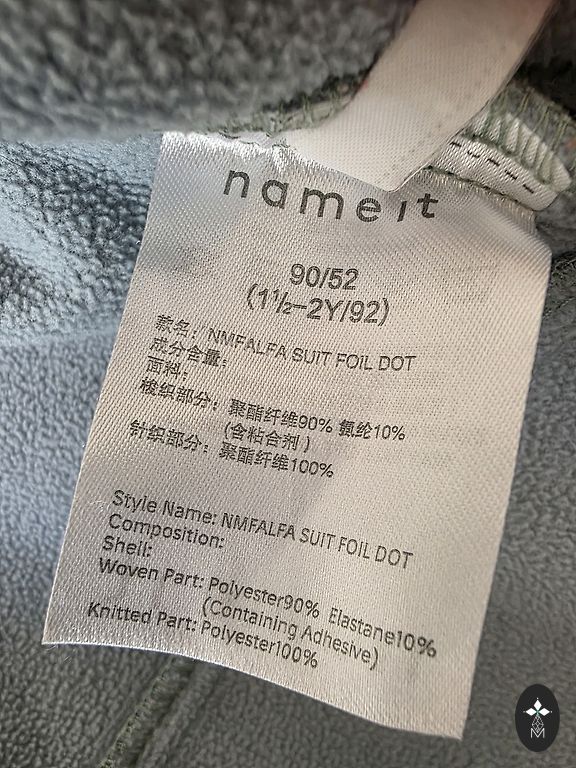 name it
90/52
(1½–2Y/92)
款名：NMFALFA SUIT FOIL DOT
成分含量：
面料：
梭织部分：聚酯纤维90% 氨纶10%
(含粘合剂)
针织部分：聚酯纤维100%
Style Name: NMFALFA SUIT FOIL DOT
Composition:
Shell:
Woven Part: Polyester90% Elastane10%
(Containing Adhesive)
Knitted Part: Polyester100%
M